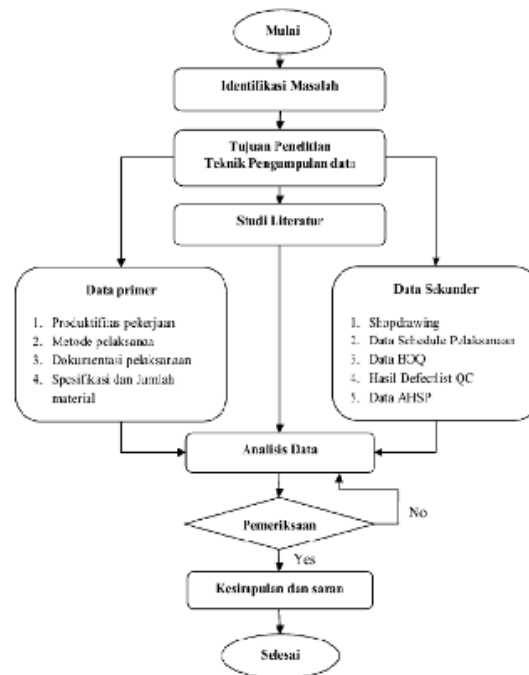 Mulai
Identifikasi Masalah
Tujuan Penelitian
Teknik Pengumpulan data
Studi Literatur
Data primer
1. Produktifitas pekerjaan
2. Metode pelaksanaa
3. Dokumentasi pelaksanaan
4. Spesifikasi dan Jumlah
material
Data Sekunder
1. Shopdrawing
2. Data Schedule Pelaksanaan
3. Data BOQ
4. Hasil Defectlist QC
5. Data AHSP
Analisis Data
Pemeriksaan
No
Yes
Kesimpulan dan saran
Selesai